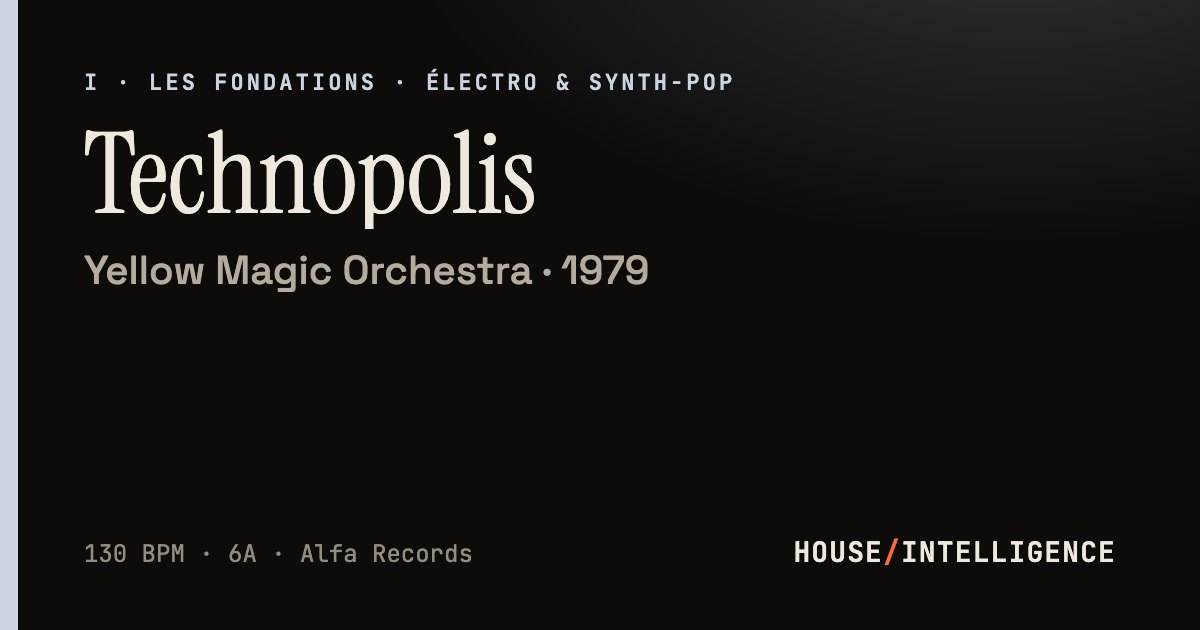 I · LES FONDATIONS · ÉLECTRO & SYNTH-POP
Technopolis
Yellow Magic Orchestra · 1979
130 BPM · 6A · Alfa Records
HOUSE/INTELLIGENCE